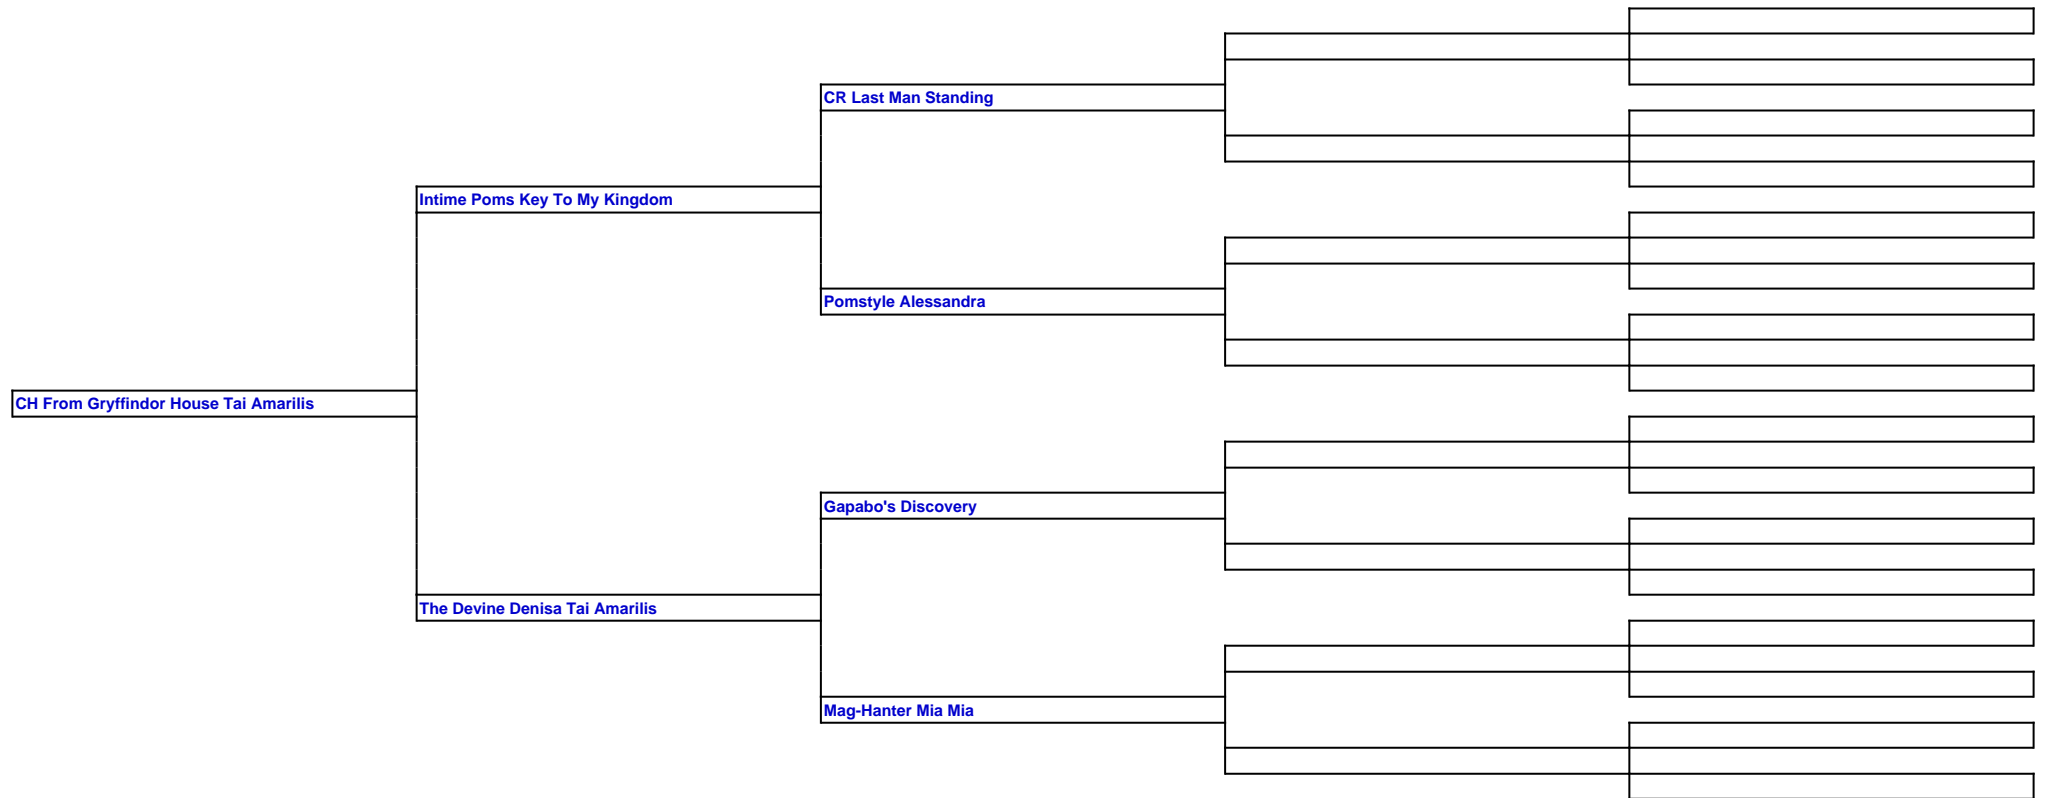 CR Last Man Standing
Intime Poms Key To My Kingdom
Pomstyle Alessandra
CH From Gryffindor House Tai Amarilis
Gapabo's Discovery
The Devine Denisa Tai Amarilis
Mag-Hanter Mia Mia